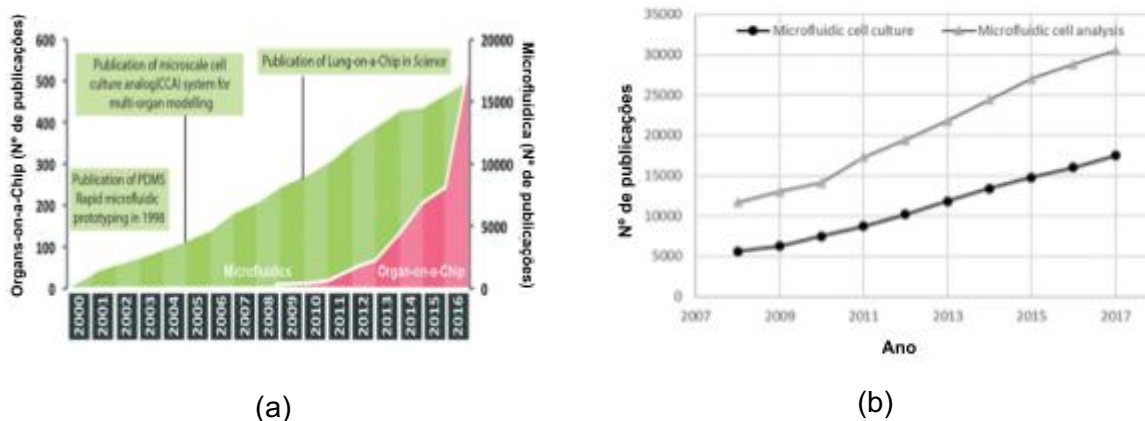 Organs-on-a-Chip (Nº de publicações)
600
500
400
300
200
100
0
Publication of microscale cell
culture analog(CCA) system for
multi-organ modelling
Publication of Lung-on-a-Chip in Science
Publication of PDMS
Rapid microfluidic
prototyping in 1998
Microfluidics
Organ-on-a-Chip
20000
15000
10000
5000
0
Microfluídica (Nº de publicações)
2000
2001
2002
2003
2004
2005
2006
2007
2008
2009
2010
2011
2012
2013
2014
2015
2016
(a)
Microfluidic cell culture
Microfluidic cell analysis
Nº de publicações
35000
30000
25000
20000
15000
10000
5000
0
2007
2009
2011
2013
2015
2017
Ano
(b)